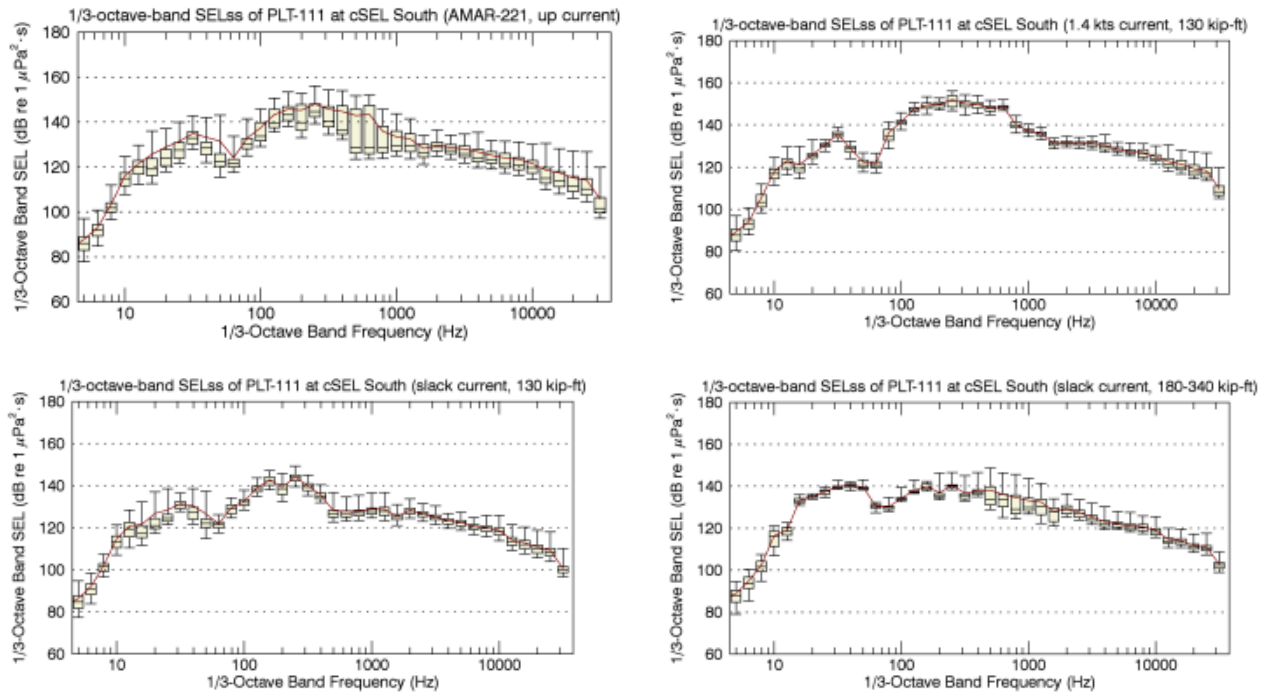 1/3-octave-band SELss of PLT-111 at cSEL South (AMAR-221, up current)
1/3-Octave Band SEL (dB re 1 μPa²·s)
180
160
140
120
100
80
60
10 100 1000 10000
1/3-Octave Band Frequency (Hz)
1/3-octave-band SELss of PLT-111 at cSEL South (1.4 kts current, 130 kip-ft)
1/3-Octave Band SEL (dB re 1 μPa²·s)
180
160
140
120
100
80
60
10 100 1000 10000
1/3-Octave Band Frequency (Hz)
1/3-octave-band SELss of PLT-111 at cSEL South (slack current, 130 kip-ft)
1/3-Octave Band SEL (dB re 1 μPa²·s)
180
160
140
120
100
80
60
10 100 1000 10000
1/3-Octave Band Frequency (Hz)
1/3-octave-band SELss of PLT-111 at cSEL South (slack current, 180-340 kip-ft)
1/3-Octave Band SEL (dB re 1 μPa²·s)
180
160
140
120
100
80
60
10 100 1000 10000
1/3-Octave Band Frequency (Hz)